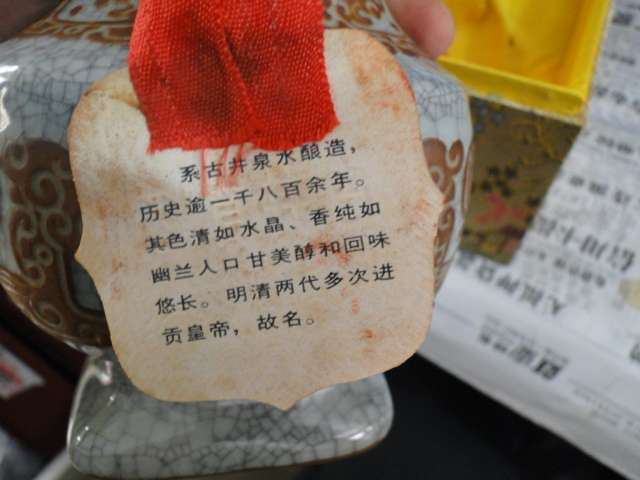 系古井泉水酿造，
历史逾一千八百余年。
其色清如水晶、香纯如
幽兰人口甘美醇和回味
悠长。明清两代多次进
贡皇帝，故名。